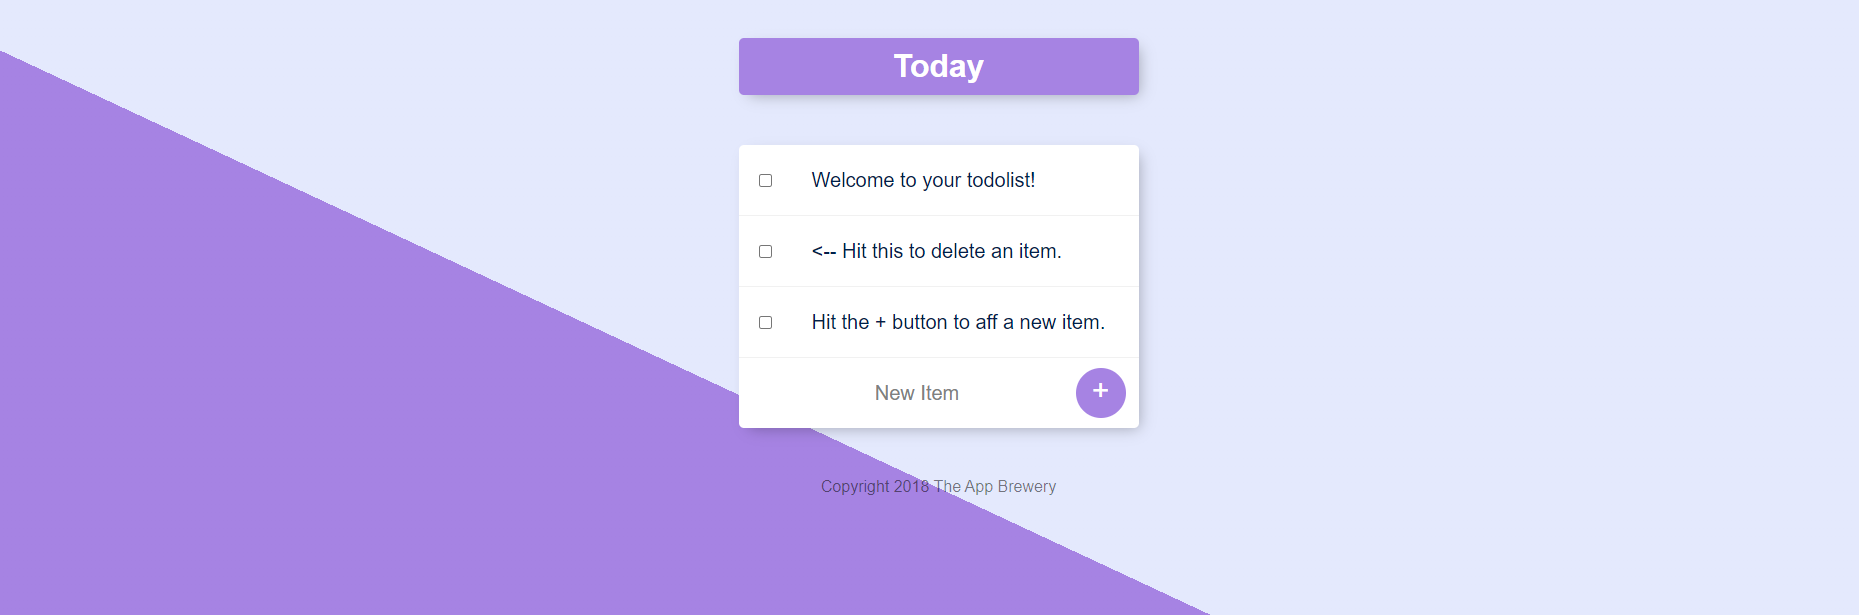 Today
Welcome to your todolist!
<-- Hit this to delete an item.
Hit the + button to aff a new item.
New Item
+
Copyright 2018 The App Brewery